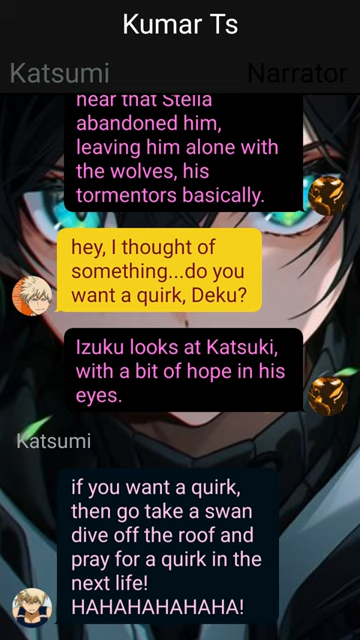 Kumar Ts
Katsumi
Narrator
hear that Stella
abandoned him,
leaving him alone with
the wolves, his
tormentors basically.
hey, I thought of
something...do you
want a quirk, Deku?
Izuku looks at Katsuki,
with a bit of hope in his
eyes.
Katsumi
if you want a quirk,
then go take a swan
dive off the roof and
pray for a quirk in the
next life!
HAHAHAHAHAHA!